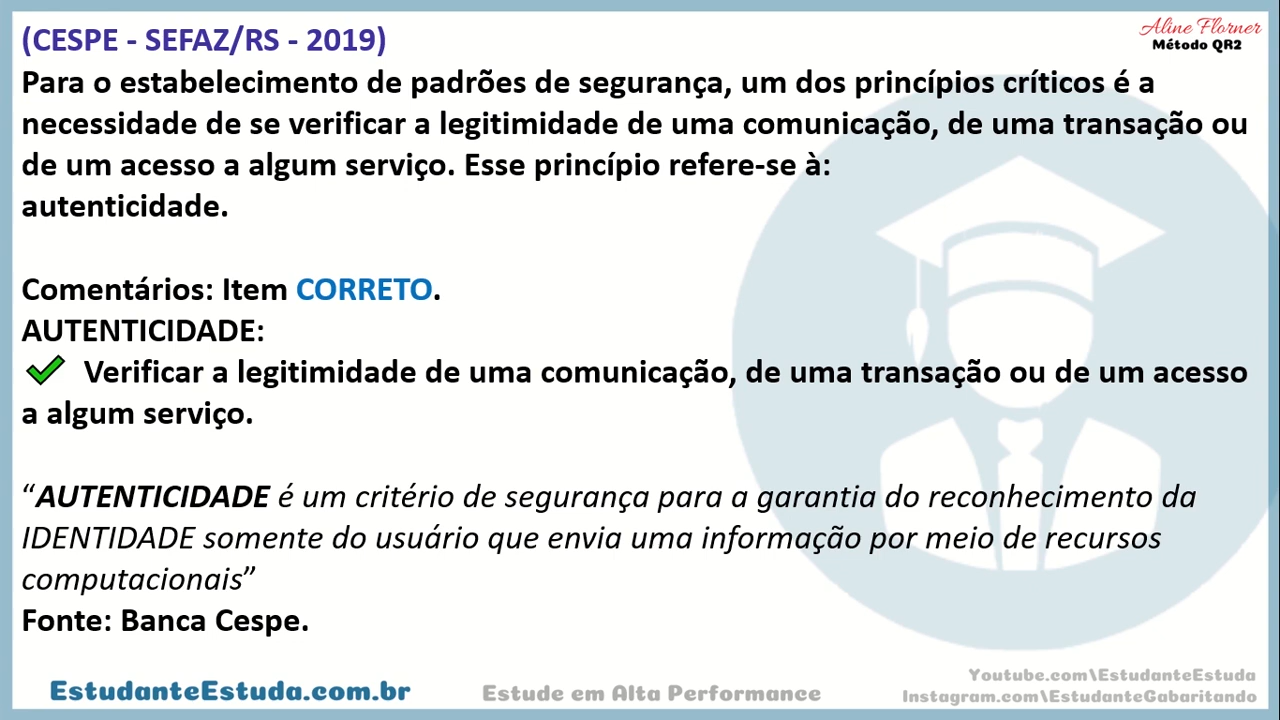 (CESPE - SEFAZ/RS - 2019)
Aline Florner
Método QR2
Para o estabelecimento de padrões de segurança, um dos princípios críticos é a
necessidade de se verificar a legitimidade de uma comunicação, de uma transação ou
de um acesso a algum serviço. Esse princípio refere-se à:
autenticidade.
Comentários: Item CORRETO.
AUTENTICIDADE:
Verificar a legitimidade de uma comunicação, de uma transação ou de um acesso
a algum serviço.
“AUTENTICIDADE é um critério de segurança para a garantia do reconhecimento da
IDENTIDADE somente do usuário que envia uma informação por meio de recursos
computacionais”
Fonte: Banca Cespe.
EstudanteEstuda.com.br
Estude em Alta Performance
Youtube.com\EstudanteEstuda
Instagram.com\EstudanteGabaritando